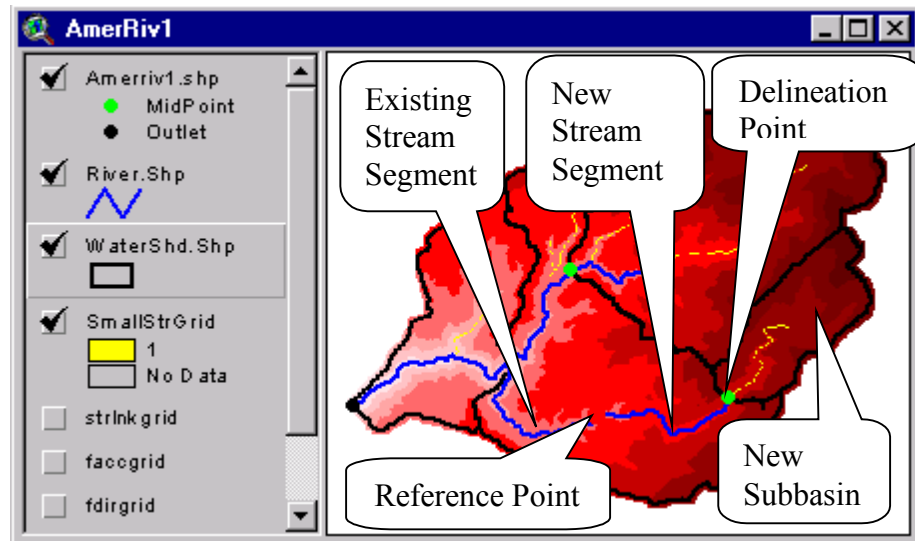 AmerRiv1
Amerriv1.shp
MidPoint
Outlet
River.Shp
WaterShd.Shp
SmallStrGrid
1
No Data
strlnkgrid
faccgrid
fdirgrid
Existing
Stream
Segment
New
Stream
Segment
Delineation
Point
Reference Point
New
Subbasin